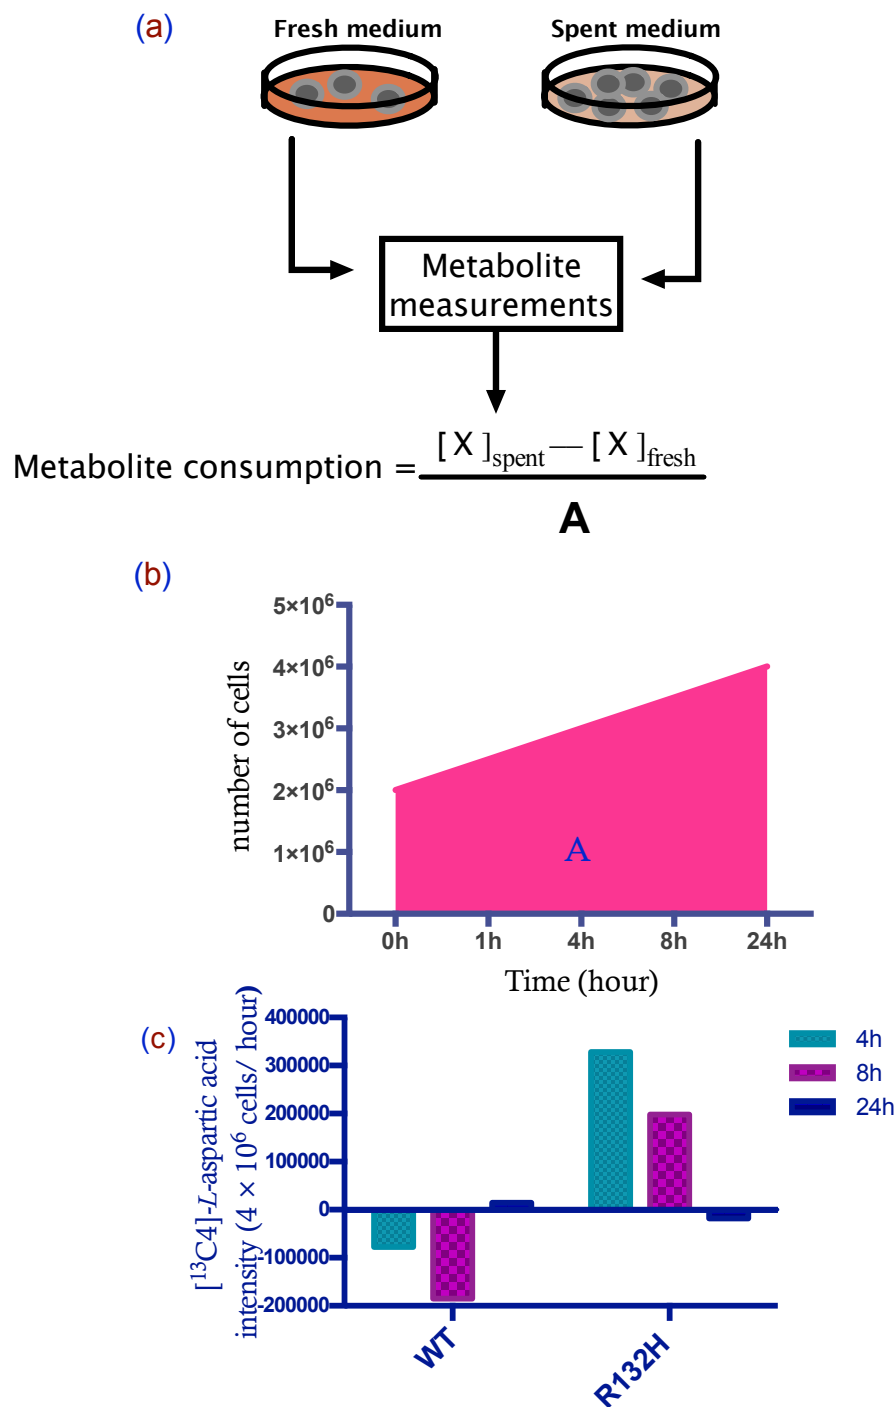 (a)
Fresh medium
Spent medium
Metabolite
measurements
Metabolite consumption = [X]spent — [X]fresh
A
(b)
number of cells
5×10⁶
4×10⁶
3×10⁶
2×10⁶
1×10⁶
0
A
0h 1h 4h 8h 24h
Time (hour)
(c)
[¹³C4]-L-aspartic acid
intensity (4 × 10⁶ cells/ hour)
400000
300000
200000
100000
0
-100000
-200000
4h
8h
24h
WT
R132H